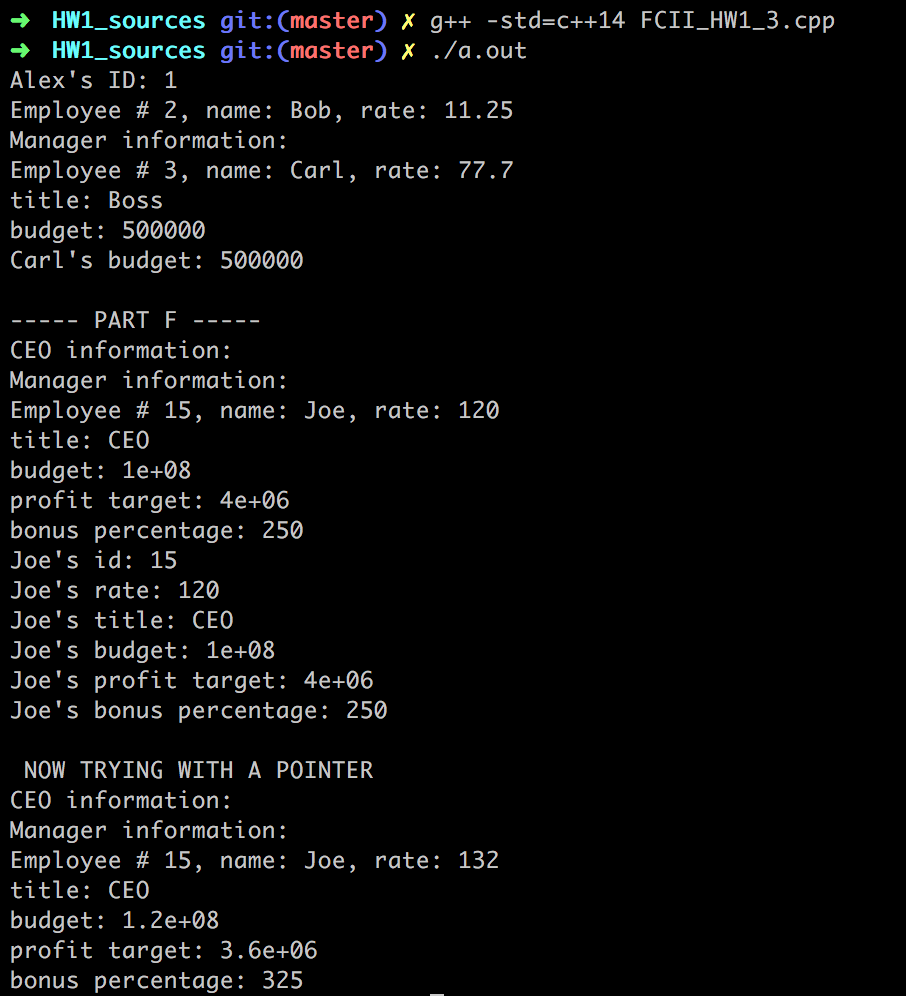 ➜ HW1_sources git:(master) ✗ g++ -std=c++14 FCII_HW1_3.cpp
➜ HW1_sources git:(master) ✗ ./a.out
Alex's ID: 1
Employee # 2, name: Bob, rate: 11.25
Manager information:
Employee # 3, name: Carl, rate: 77.7
title: Boss
budget: 500000
Carl's budget: 500000

----- PART F -----
CEO information:
Manager information:
Employee # 15, name: Joe, rate: 120
title: CEO
budget: 1e+08
profit target: 4e+06
bonus percentage: 250
Joe's id: 15
Joe's rate: 120
Joe's title: CEO
Joe's budget: 1e+08
Joe's profit target: 4e+06
Joe's bonus percentage: 250

NOW TRYING WITH A POINTER
CEO information:
Manager information:
Employee # 15, name: Joe, rate: 132
title: CEO
budget: 1.2e+08
profit target: 3.6e+06
bonus percentage: 325